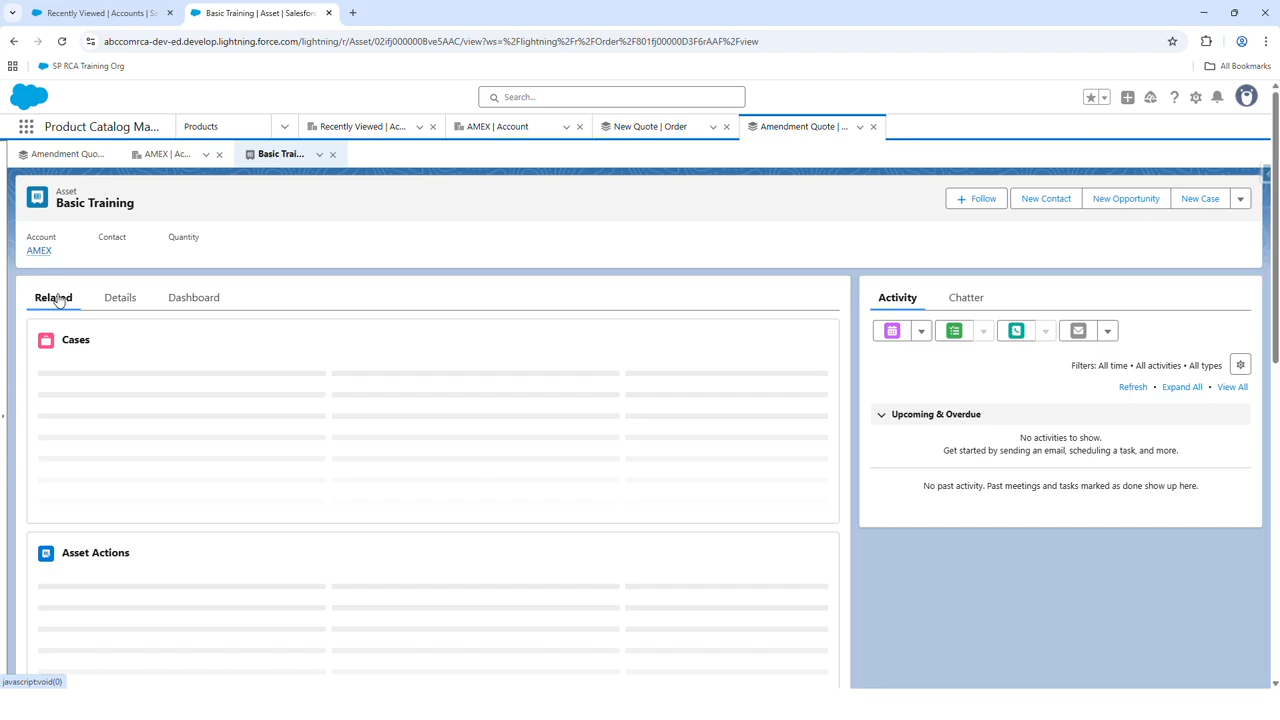 Recently Viewed | Accounts | Sa
Basic Training | Asset | Salesforc
abccomrca-dev-ed.develop.lightning.force.com/lightning/r/Asset/02ifj000000Bve5AAC/view?ws=%2Flightning%2Fr%2FOrder%2F801fj00000D3F6rAAF%2Fview
SP RCA Training Org
All Bookmarks
Search...
Product Catalog Ma...
Products
Recently Viewed | Ac...
AMEX | Account
New Quote | Order
Amendment Quote | ...
Amendment Quo...
AMEX | Ac...
Basic Trai...
Asset
Basic Training
Follow
New Contact
New Opportunity
New Case
Account
Contact
Quantity
AMEX
Related
Details
Dashboard
Activity
Chatter
Cases
Filters: All time • All activities • All types
Refresh • Expand All • View All
Upcoming & Overdue
No activities to show.
Get started by sending an email, scheduling a task, and more.
No past activity. Past meetings and tasks marked as done show up here.
Asset Actions
javascript:void(0)